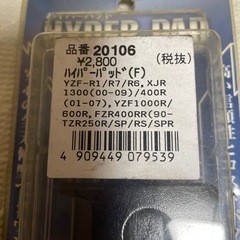 HYPER PAD
品番 20106
¥2,800 (税抜)
ハイパーパッド(F)
YZF-R1/R7/R6,XJR
1300(00-09)/400R
(01-07),YZF1000R/
600R,FZR400RR(90-
TZR250R/SP/RS/SPR
4 909449 079539